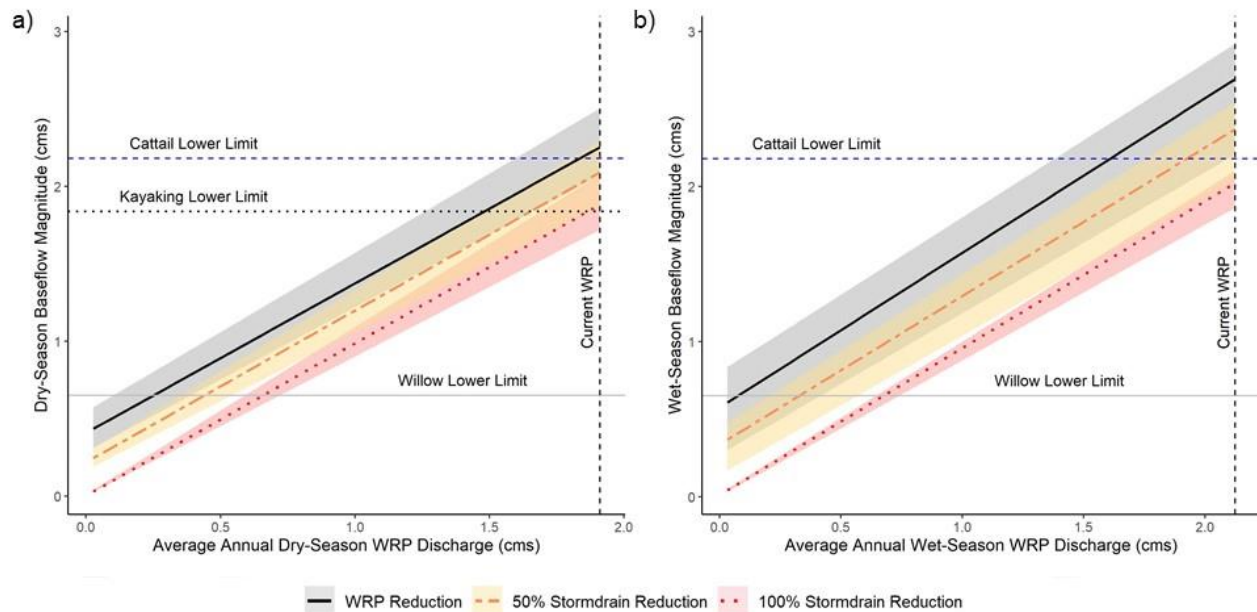 a)
3
2
1
0
Dry-Season Baseflow Magnitude (cms)
Cattail Lower Limit
Kayaking Lower Limit
Willow Lower Limit
Current WRP
0.0 0.5 1.0 1.5 2.0
Average Annual Dry-Season WRP Discharge (cms)
b)
3
2
1
0
Wet-Season Baseflow Magnitude (cms)
Cattail Lower Limit
Willow Lower Limit
Current WRP
0.0 0.5 1.0 1.5 2.0
Average Annual Wet-Season WRP Discharge (cms)
WRP Reduction 50% Stormdrain Reduction 100% Stormdrain Reduction